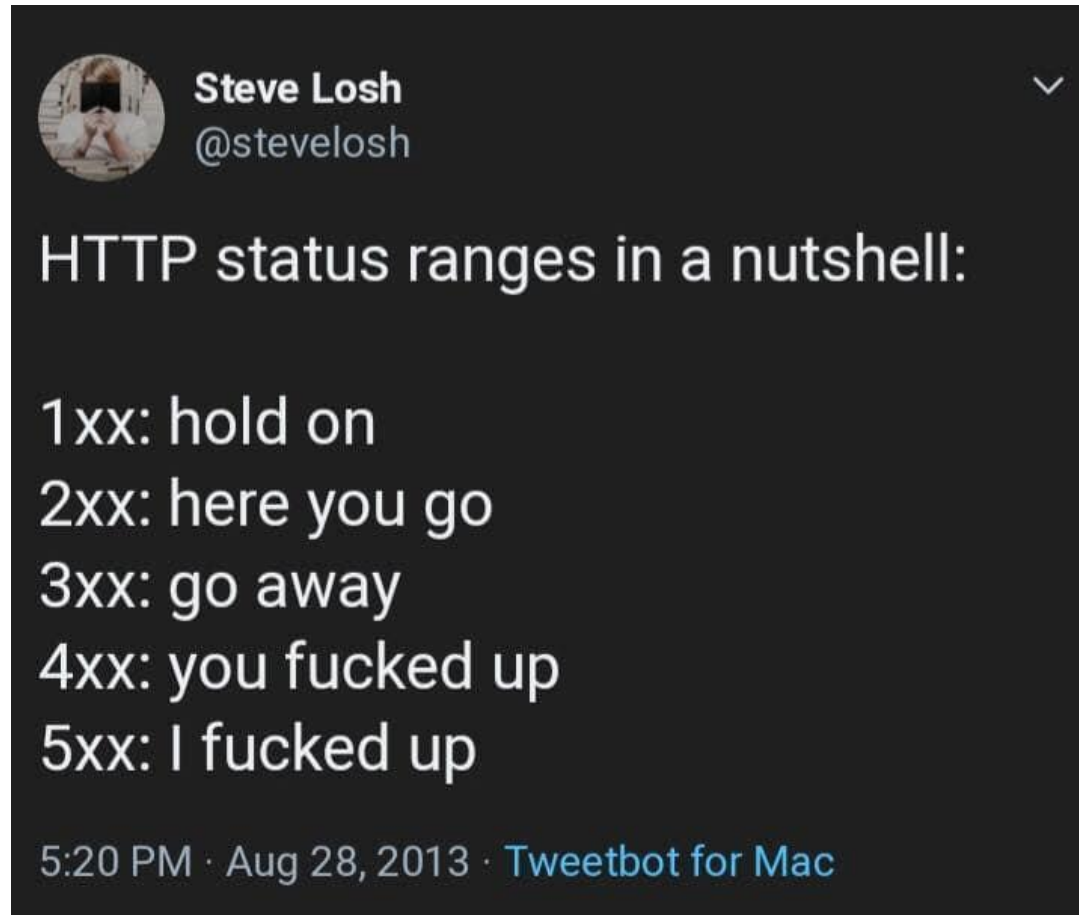 Steve Losh
@stevelosh
HTTP status ranges in a nutshell:
1xx: hold on
2xx: here you go
3xx: go away
4xx: you fucked up
5xx: I fucked up
5:20 PM · Aug 28, 2013 · Tweetbot for Mac